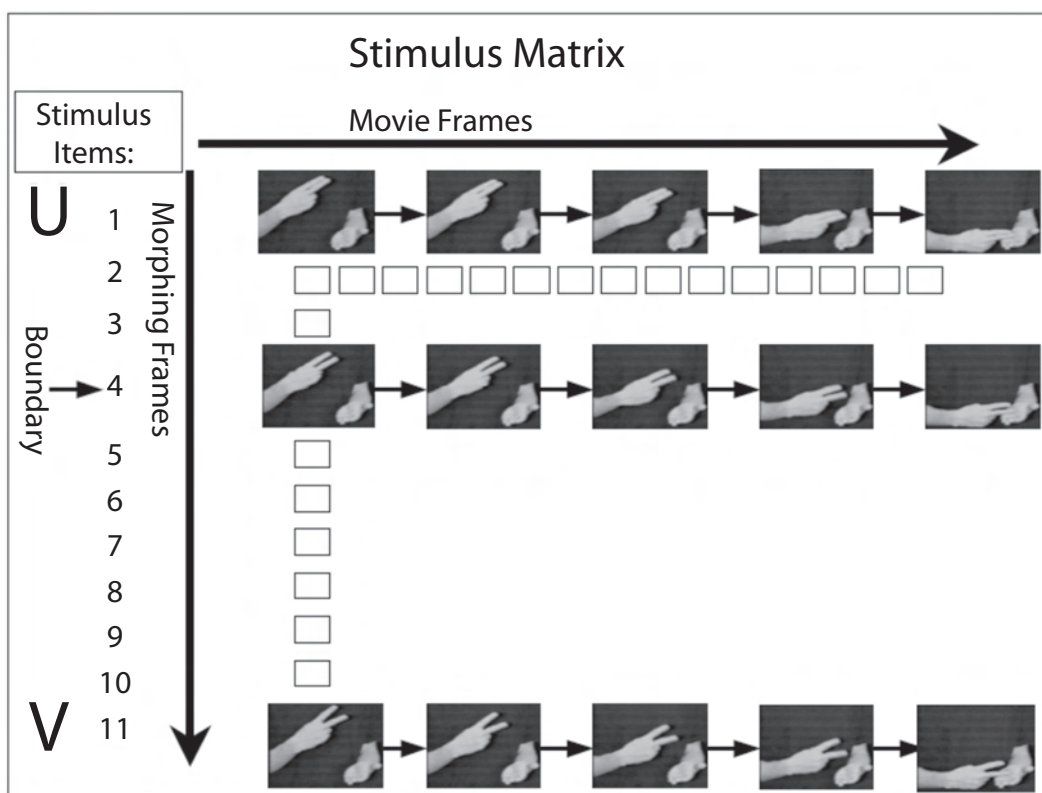 Stimulus Matrix
Stimulus
Items:
Movie Frames
Morphing Frames
Boundary
U
1
2
3
4
5
6
7
8
9
10
V
11